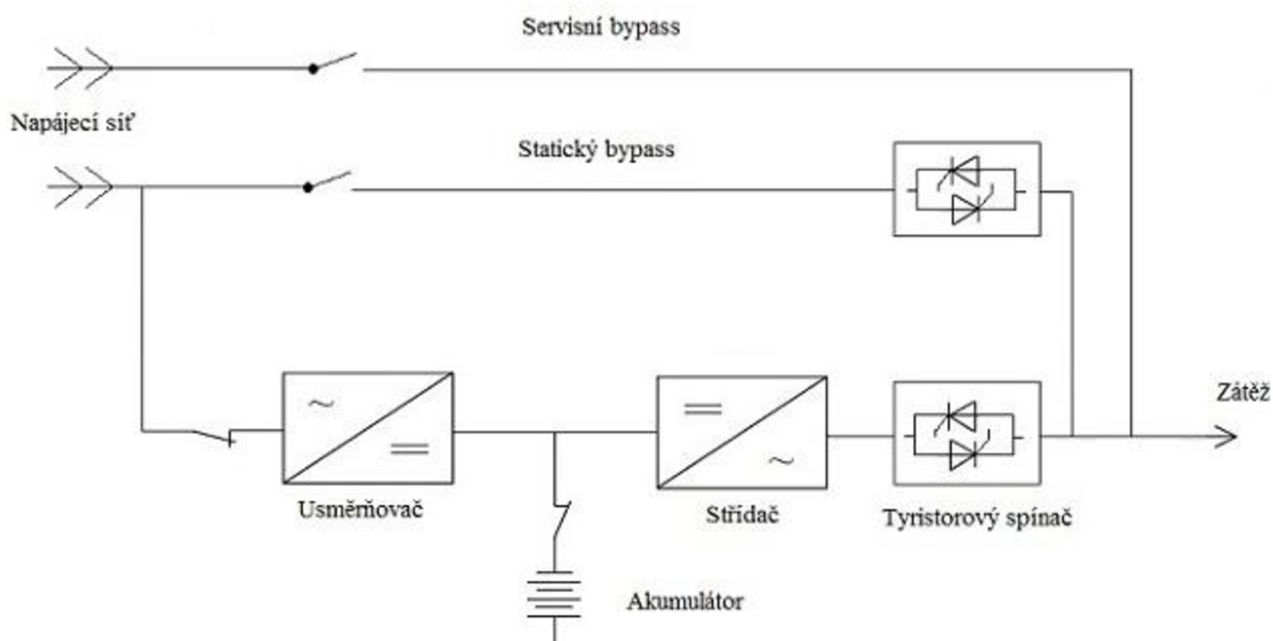 Servisní bypass
Napájecí síť
Statický bypass
Zátěž
Usměrňovač
Střídač
Tyristorový spínač
Akumulátor